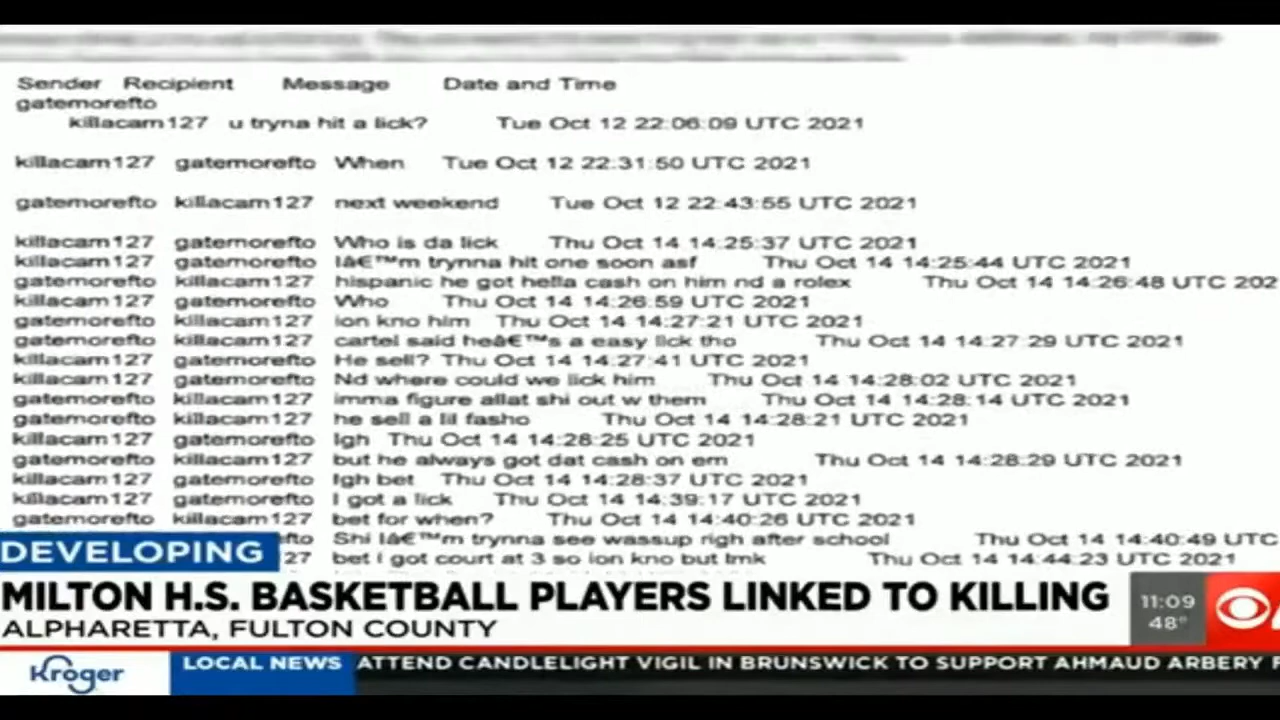 Sender Recipient Message Date and Time
gatemorefto
killacam127 u tryna hit a lick? Tue Oct 12 22:06:09 UTC 2021
killacam127 gatemorefto When Tue Oct 12 22:31:50 UTC 2021
gatemorefto killacam127 next weekend Tue Oct 12 22:43:55 UTC 2021
killacam127 gatemorefto Who is da lick Thu Oct 14 14:25:37 UTC 2021
killacam127 gatemorefto Iâ€™m trynna hit one soon asf Thu Oct 14 14:25:44 UTC 2021
gatemorefto killacam127 hispanic he got hella cash on him nd a rolex Thu Oct 14 14:26:48 UTC 202
killacam127 gatemorefto Who Thu Oct 14 14:26:59 UTC 2021
gatemorefto killacam127 ion kno him Thu Oct 14 14:27:21 UTC 2021
gatemorefto killacam127 cartel said heâ€™s a easy lick tho Thu Oct 14 14:27:29 UTC 2021
killacam127 gatemorefto He sell? Thu Oct 14 14:27:41 UTC 2021
killacam127 gatemorefto Nd where could we lick him Thu Oct 14 14:28:02 UTC 2021
gatemorefto killacam127 imma figure allat shi out w them Thu Oct 14 14:28:14 UTC 2021
gatemorefto killacam127 he sell a lil fasho Thu Oct 14 14:28:21 UTC 2021
killacam127 gatemorefto Igh Thu Oct 14 14:28:25 UTC 2021
gatemorefto killacam127 but he always got dat cash on em Thu Oct 14 14:28:29 UTC 2021
killacam127 gatemorefto Igh bet Thu Oct 14 14:28:37 UTC 2021
killacam127 gatemorefto I got a lick Thu Oct 14 14:39:17 UTC 2021
gatemorefto killacam127 bet for when? Thu Oct 14 14:40:26 UTC 2021
gatemorefto Shi Iâ€™m trynna see wassup righ after school Thu Oct 14 14:40:49 UTC
27 bet i got court at 3 so ion kno but lmk Thu Oct 14 14:44:23 UTC 2021
DEVELOPING
MILTON H.S. BASKETBALL PLAYERS LINKED TO KILLING
ALPHARETTA, FULTON COUNTY
11:09
48°
Kroger
LOCAL NEWS
ATTEND CANDLELIGHT VIGIL IN BRUNSWICK TO SUPPORT AHMAUD ARBERY F